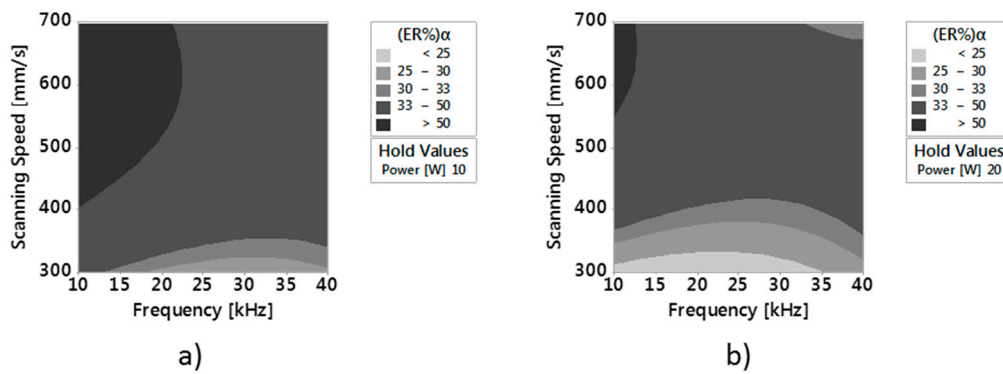 700
600
500
400
300
Scanning Speed [mm/s]
10 15 20 25 30 35 40
Frequency [kHz]
(ER%)α
< 25
25 – 30
30 – 33
33 – 50
> 50
Hold Values
Power [W] 10
a)
700
600
500
400
300
Scanning Speed [mm/s]
10 15 20 25 30 35 40
Frequency [kHz]
(ER%)α
< 25
25 – 30
30 – 33
33 – 50
> 50
Hold Values
Power [W] 20
b)